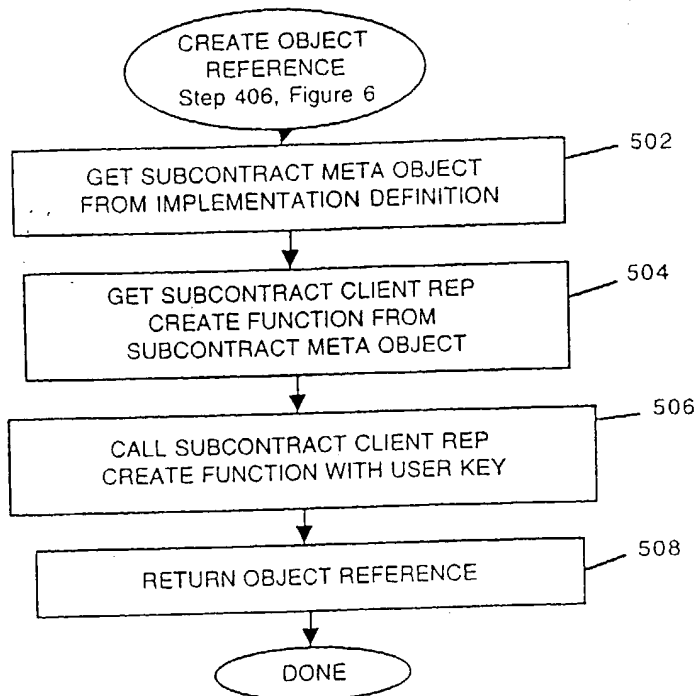 CREATE OBJECT
REFERENCE
Step 406, Figure 6
502
GET SUBCONTRACT META OBJECT
FROM IMPLEMENTATION DEFINITION
504
GET SUBCONTRACT CLIENT REP
CREATE FUNCTION FROM
SUBCONTRACT META OBJECT
506
CALL SUBCONTRACT CLIENT REP
CREATE FUNCTION WITH USER KEY
508
RETURN OBJECT REFERENCE
DONE